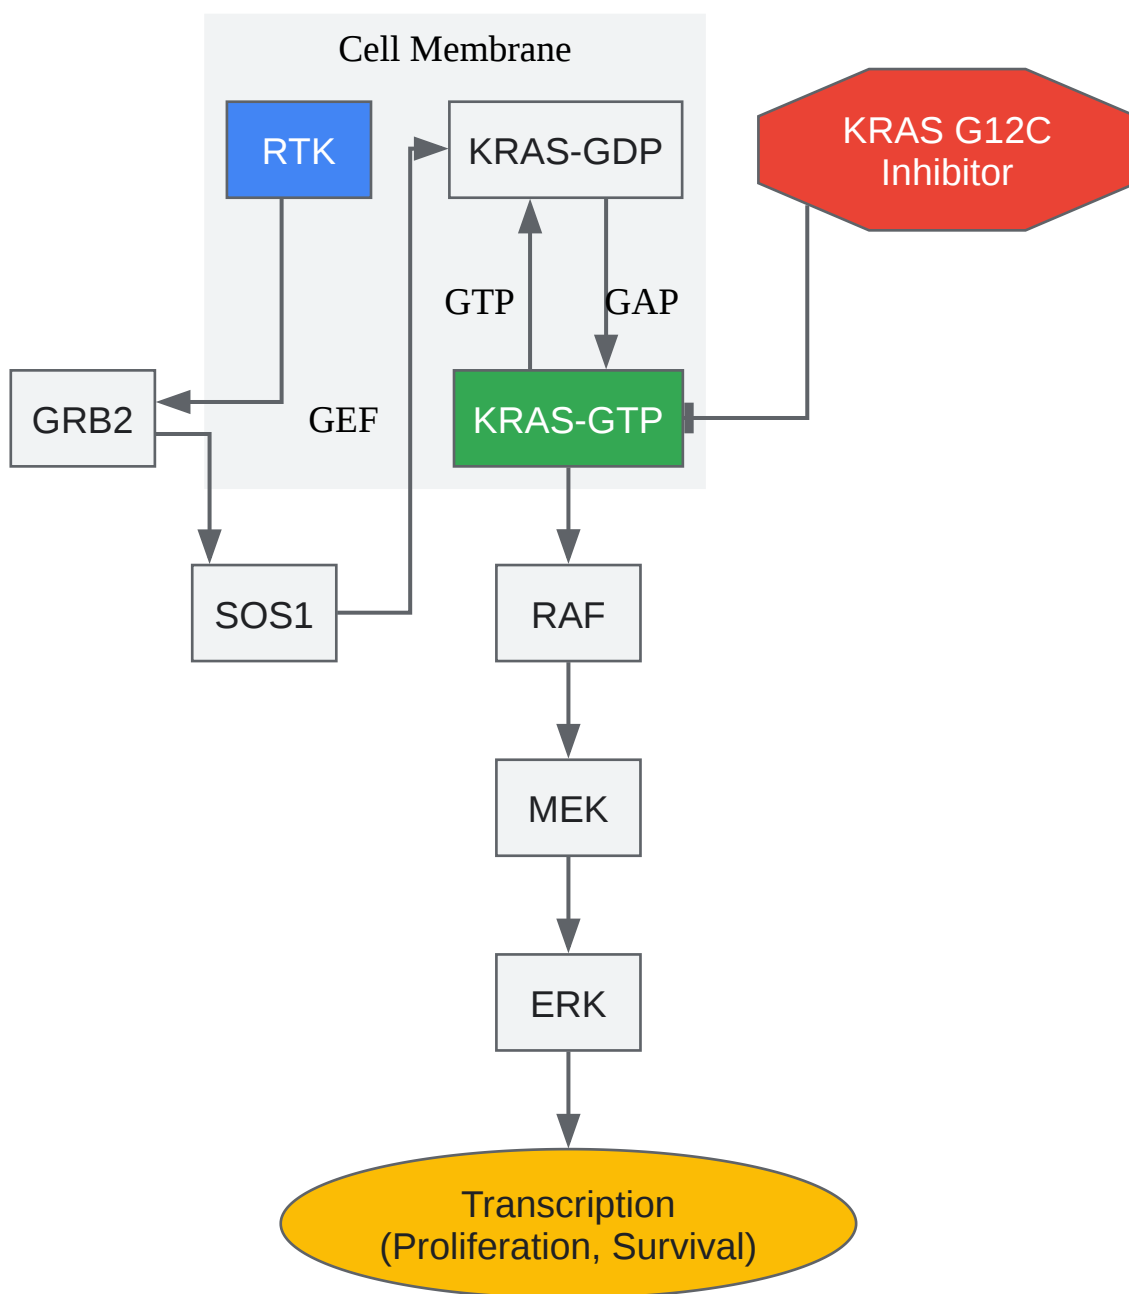 Cell Membrane
RTK
KRAS-GDP
KRAS G12C
Inhibitor
GTP
GAP
GRB2
GEF
KRAS-GTP
SOS1
RAF
MEK
ERK
Transcription
(Proliferation, Survival)